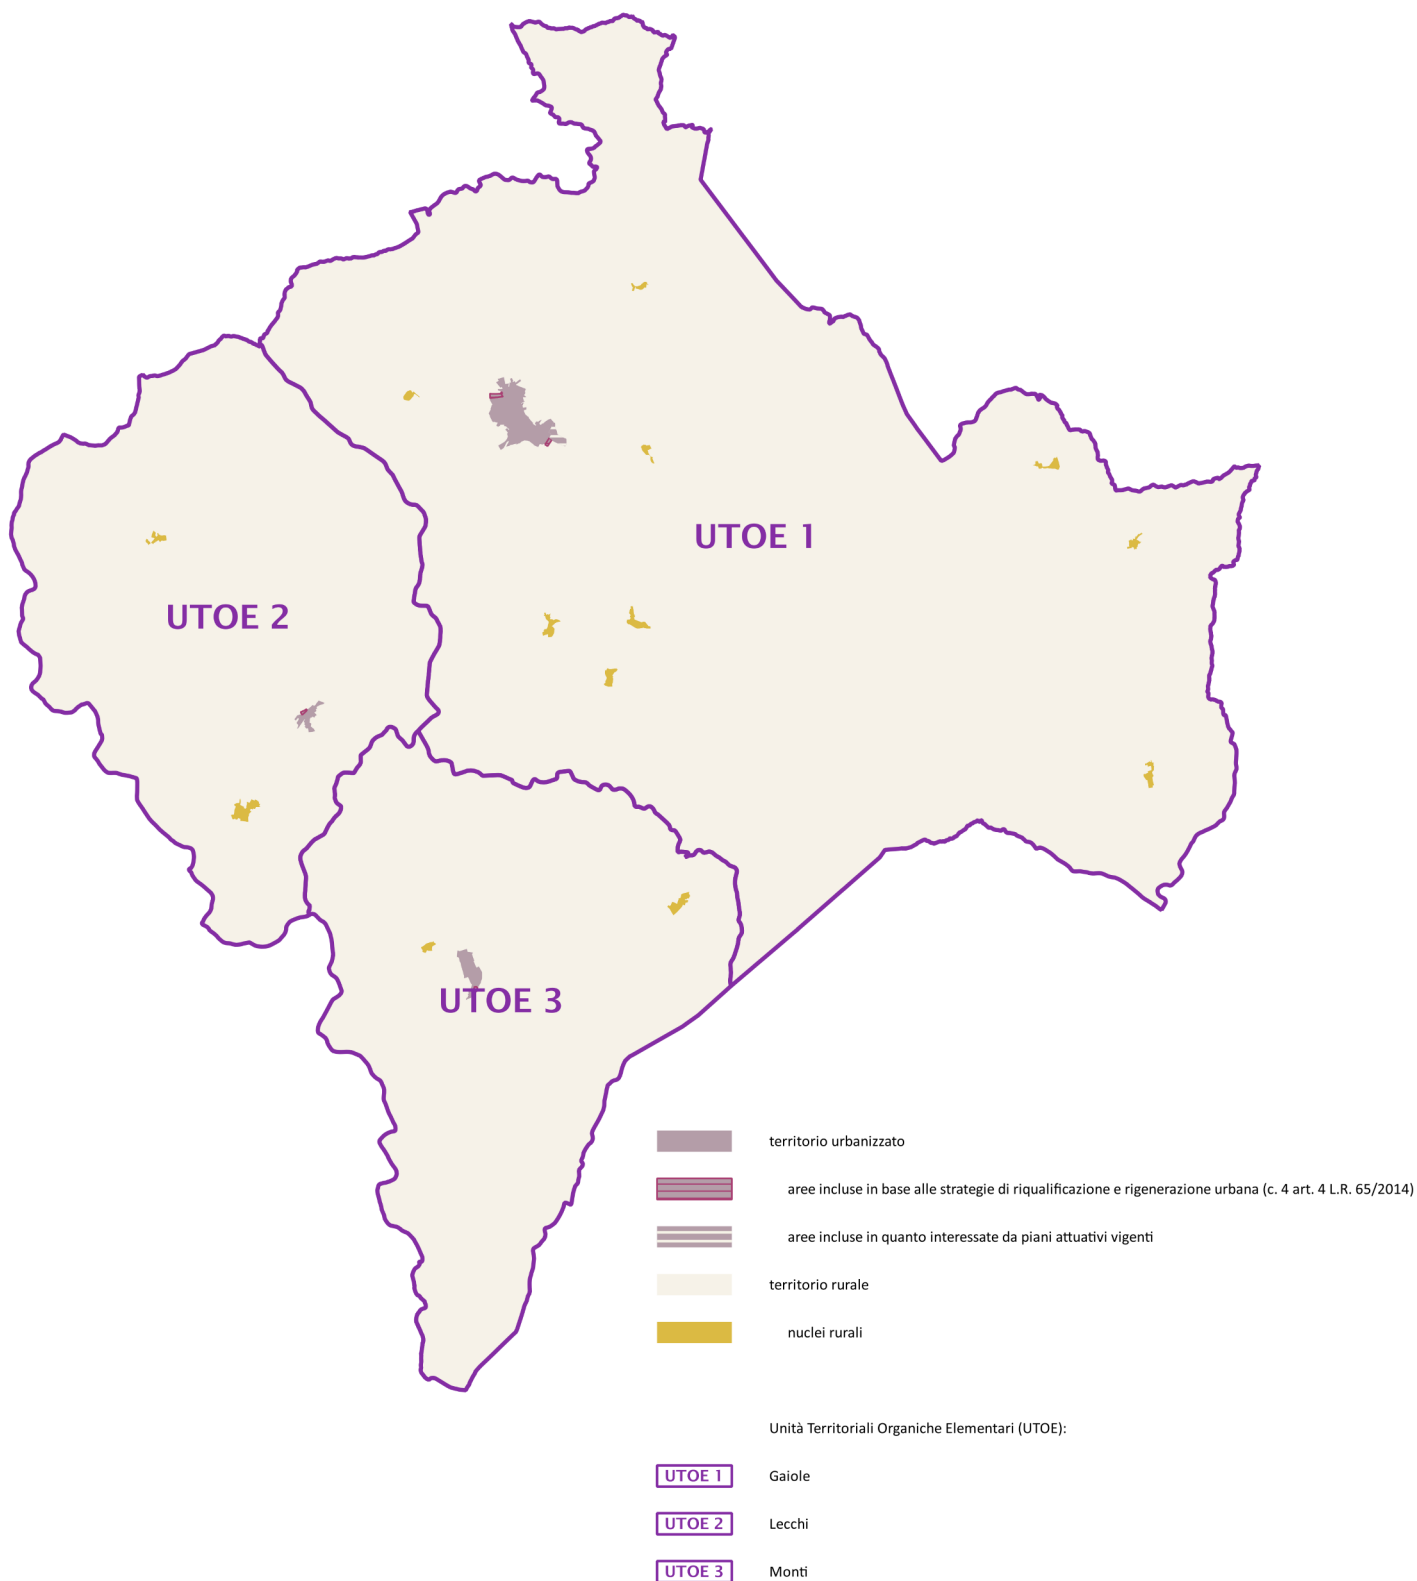 UTOE 1
UTOE 2
UTOE 3
territorio urbanizzato
aree incluse in base alle strategie di riqualificazione e rigenerazione urbana (c. 4 art. 4 L.R. 65/2014)
aree incluse in quanto interessate da piani attuativi vigenti
territorio rurale
nuclei rurali
Unità Territoriali Organiche Elementari (UTOE):
UTOE 1 Gaiole
UTOE 2 Lecchi
UTOE 3 Monti